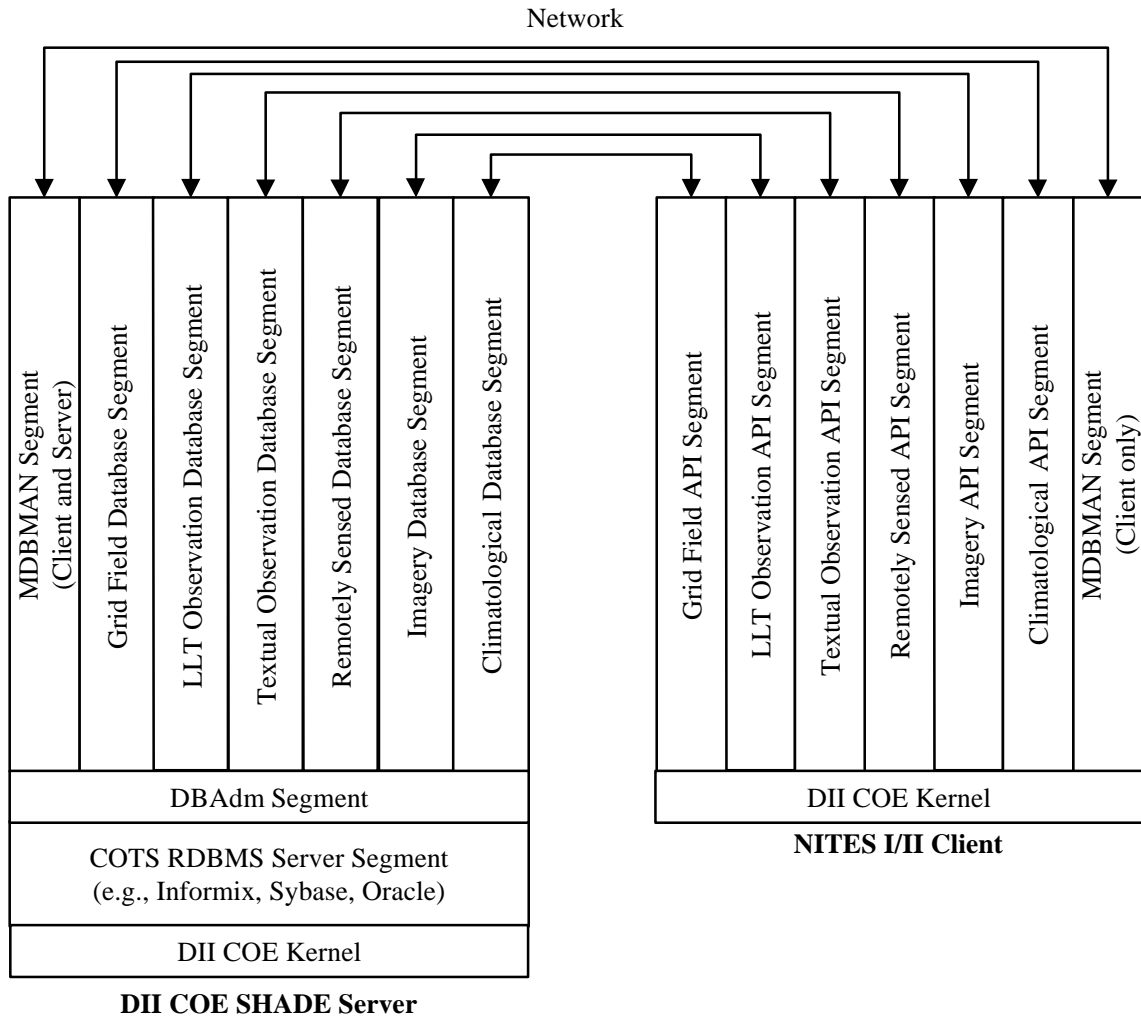 Network
MDBMAN Segment
(Client and Server)
Grid Field Database Segment
LLT Observation Database Segment
Textual Observation Database Segment
Remotely Sensed Database Segment
Imagery Database Segment
Climatological Database Segment
Grid Field API Segment
LLT Observation API Segment
Textual Observation API Segment
Remotely Sensed API Segment
Imagery API Segment
Climatological API Segment
MDBMAN Segment
(Client only)
DBAdm Segment
COTS RDBMS Server Segment
(e.g., Informix, Sybase, Oracle)
DII COE Kernel
DII COE SHADE Server
DII COE Kernel
NITES I/II Client